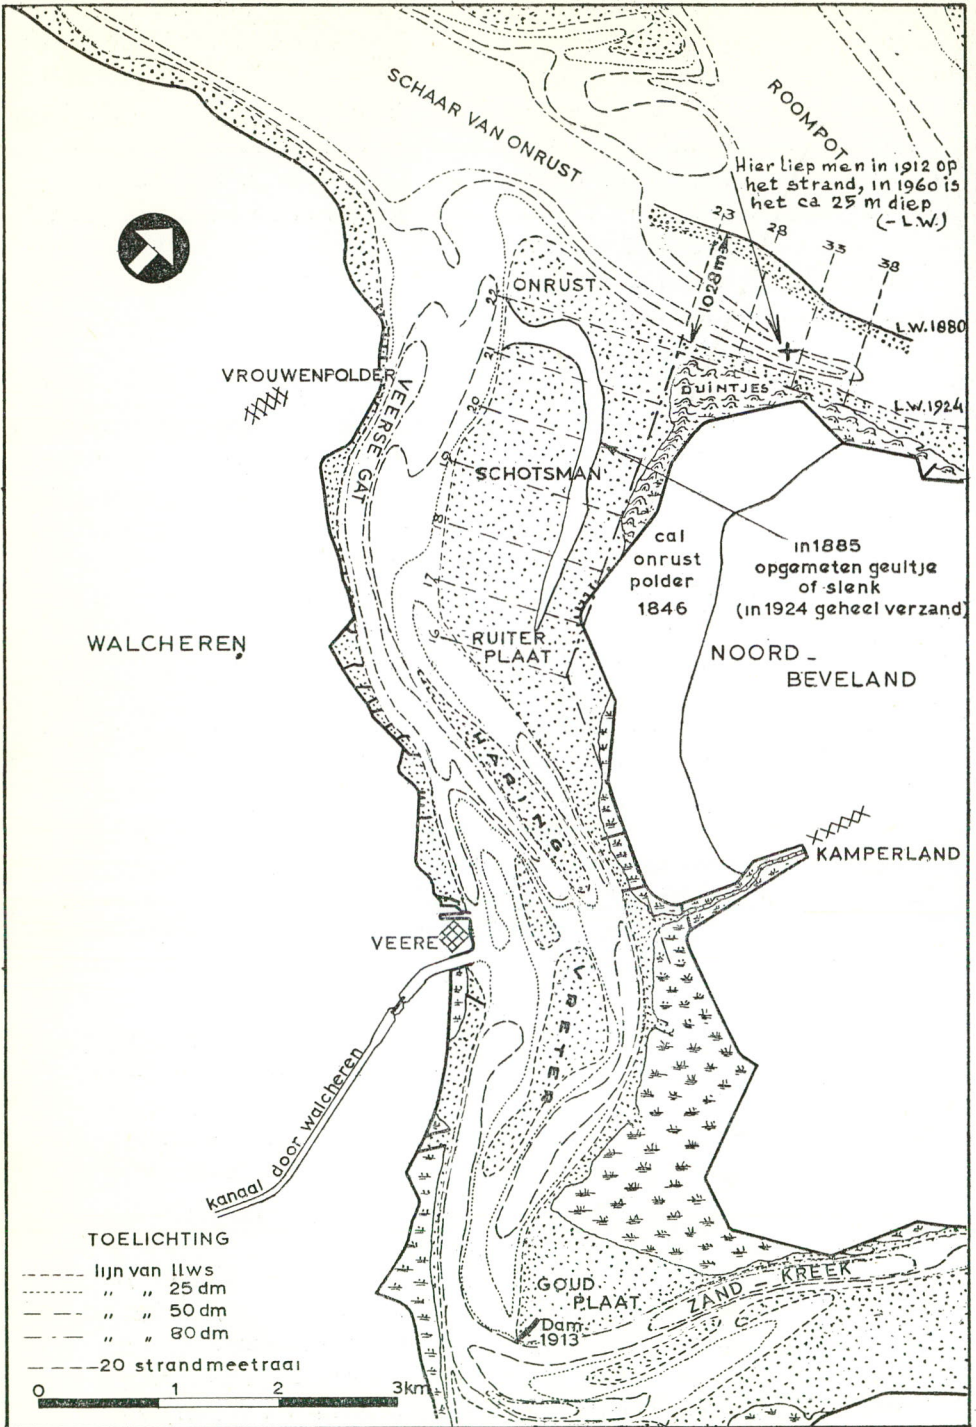 SCHAAR VAN ONRUST
ROOMPOT
Hier liep men in 1912 op
het strand, in 1960 is
het ca 25 m diep
(-L.W.)
23
28
33
38
1028 m
L.W.1880
L.W.1924
ONRUST
DUINTJES
VROUWENPOLDER
VEERSE GAT
22
21
20
19
18
17
16
SCHOTSMAN
cal
onrust
polder
1846
in 1885
opgemeten geultje
of slenk
(in 1924 geheel verzand)
WALCHEREN
RUITER
PLAAT
NOORD-
BEVELAND
HARING
KAMPERLAND
VEERE
VRETER
kanaal door walcheren
TOELICHTING
lijn van llws
„ „ 25 dm
„ „ 50 dm
„ „ 80 dm
20 strandmeetraai
GOUD
PLAAT
ZAND-KREEK
Dam
1913
0 1 2 3km